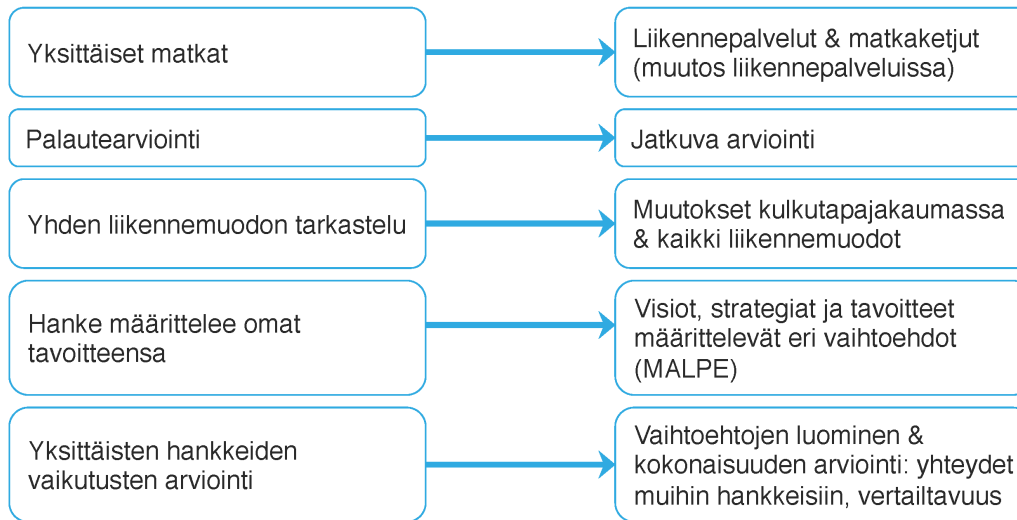 Yksittäiset matkat
Liikennepalvelut & matkaketjut
(muutos liikennepalveluissa)
Palautearviointi
Jatkuva arviointi
Yhden liikennemuodon tarkastelu
Muutokset kulkutapajakaumassa
& kaikki liikennemuodot
Hanke määrittelee omat
tavoitteensa
Visiot, strategiat ja tavoitteet
määrittelevät eri vaihtoehdot
(MALPE)
Yksittäisten hankkeiden
vaikutusten arviointi
Vaihtoehtojen luominen &
kokonaisuuden arviointi: yhteydet
muihin hankkeisiin, vertailtavuus